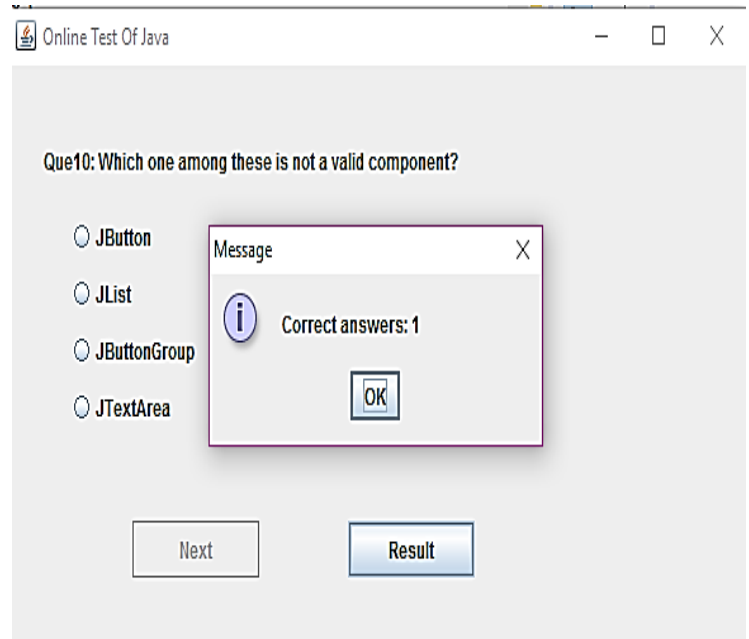 Online Test Of Java
Que10: Which one among these is not a valid component?
JButton
JList
JButtonGroup
JTextArea
Message
Correct answers: 1
OK
Next
Result